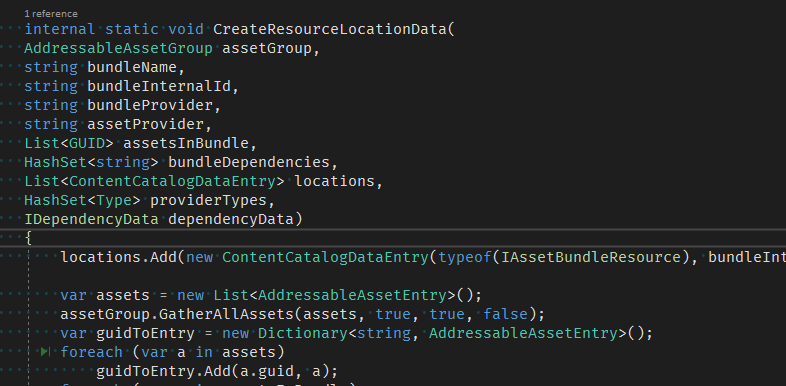 1 reference
internal static void CreateResourceLocationData(
AddressableAssetGroup assetGroup,
string bundleName,
string bundleInternalId,
string bundleProvider,
string assetProvider,
List<GUID> assetsInBundle,
HashSet<string> bundleDependencies,
List<ContentCatalogDataEntry> locations,
HashSet<Type> providerTypes,
IDependencyData dependencyData)
{
locations.Add(new ContentCatalogDataEntry(typeof(IAssetBundleResource), bundleInt
var assets = new List<AddressableAssetEntry>();
assetGroup.GatherAllAssets(assets, true, true, false);
var guidToEntry = new Dictionary<string, AddressableAssetEntry>();
foreach (var a in assets)
guidToEntry.Add(a.guid, a);